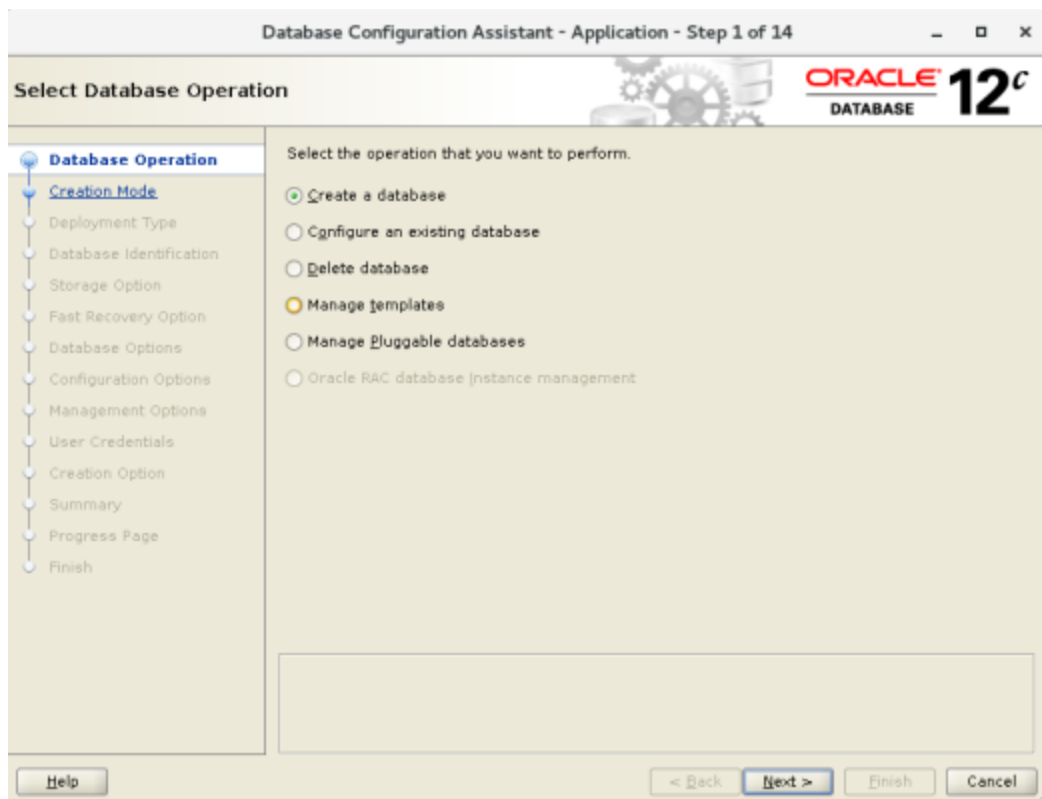 Database Configuration Assistant - Application - Step 1 of 14
Select Database Operation
ORACLE
DATABASE
12c
Database Operation
Creation Mode
Deployment Type
Database Identification
Storage Option
Fast Recovery Option
Database Options
Configuration Options
Management Options
User Credentials
Creation Option
Summary
Progress Page
Finish
Select the operation that you want to perform.
Create a database
Configure an existing database
Delete database
Manage templates
Manage Pluggable databases
Oracle RAC database Instance management
Help
< Back
Next >
Finish
Cancel